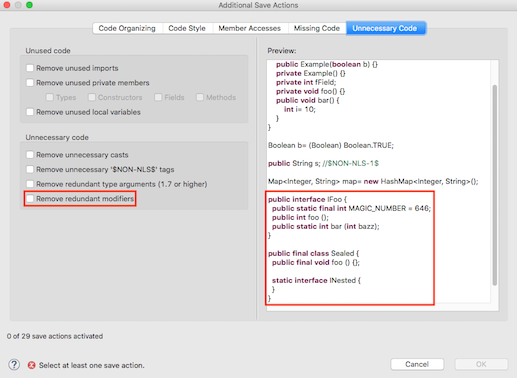 Additional Save Actions
Code Organizing
Code Style
Member Accesses
Missing Code
Unnecessary Code
Unused code
Remove unused imports
Remove unused private members
Types
Constructors
Fields
Methods
Remove unused local variables
Unnecessary code
Remove unnecessary casts
Remove unnecessary '$NON-NLS$' tags
Remove redundant type arguments (1.7 or higher)
Remove redundant modifiers
Preview:
public Example(boolean b) {}
private Example() {}
private int fField;
private void foo() {}
public void bar() {
int i= 10;
}
}
Boolean b= (Boolean) Boolean.TRUE;
public String s; //$NON-NLS-1$
Map<Integer, String> map= new HashMap<Integer, String>();
public interface IFoo {
public static final int MAGIC_NUMBER = 646;
public int foo ();
public static int bar (int bazz);
}
public final class Sealed {
public final void foo () {};
static interface INested {
}
}
0 of 29 save actions activated
? Select at least one save action.
Cancel
OK